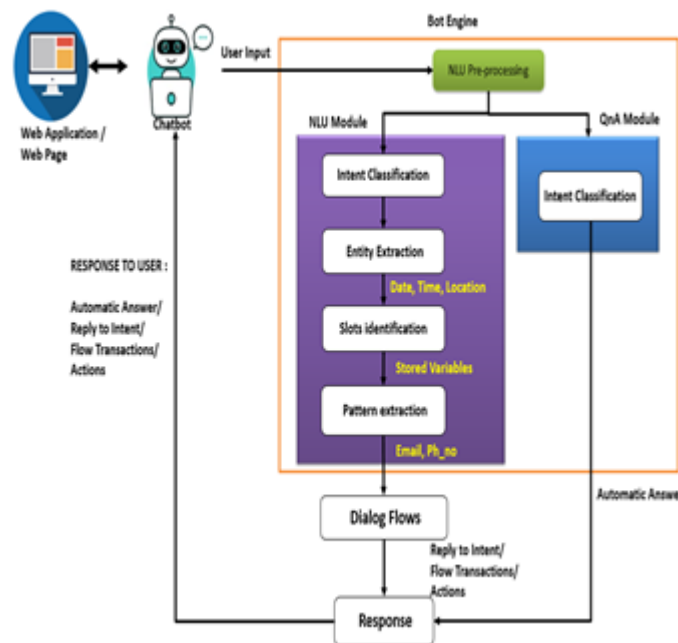 Bot Engine
User Input
NLU Pre-processing
Chatbot
Web Application /
Web Page
NLU Module
QnA Module
Intent Classification
Intent Classification
Entity Extraction
Date, Time, Location
Slots identification
Stored Variables
Pattern extraction
Email, Ph_no
RESPONSE TO USER :
Automatic Answer/
Reply to Intent/
Flow Transactions/
Actions
Automatic Answe
Dialog Flows
Reply to Intent/
Flow Transactions/
Actions
Response